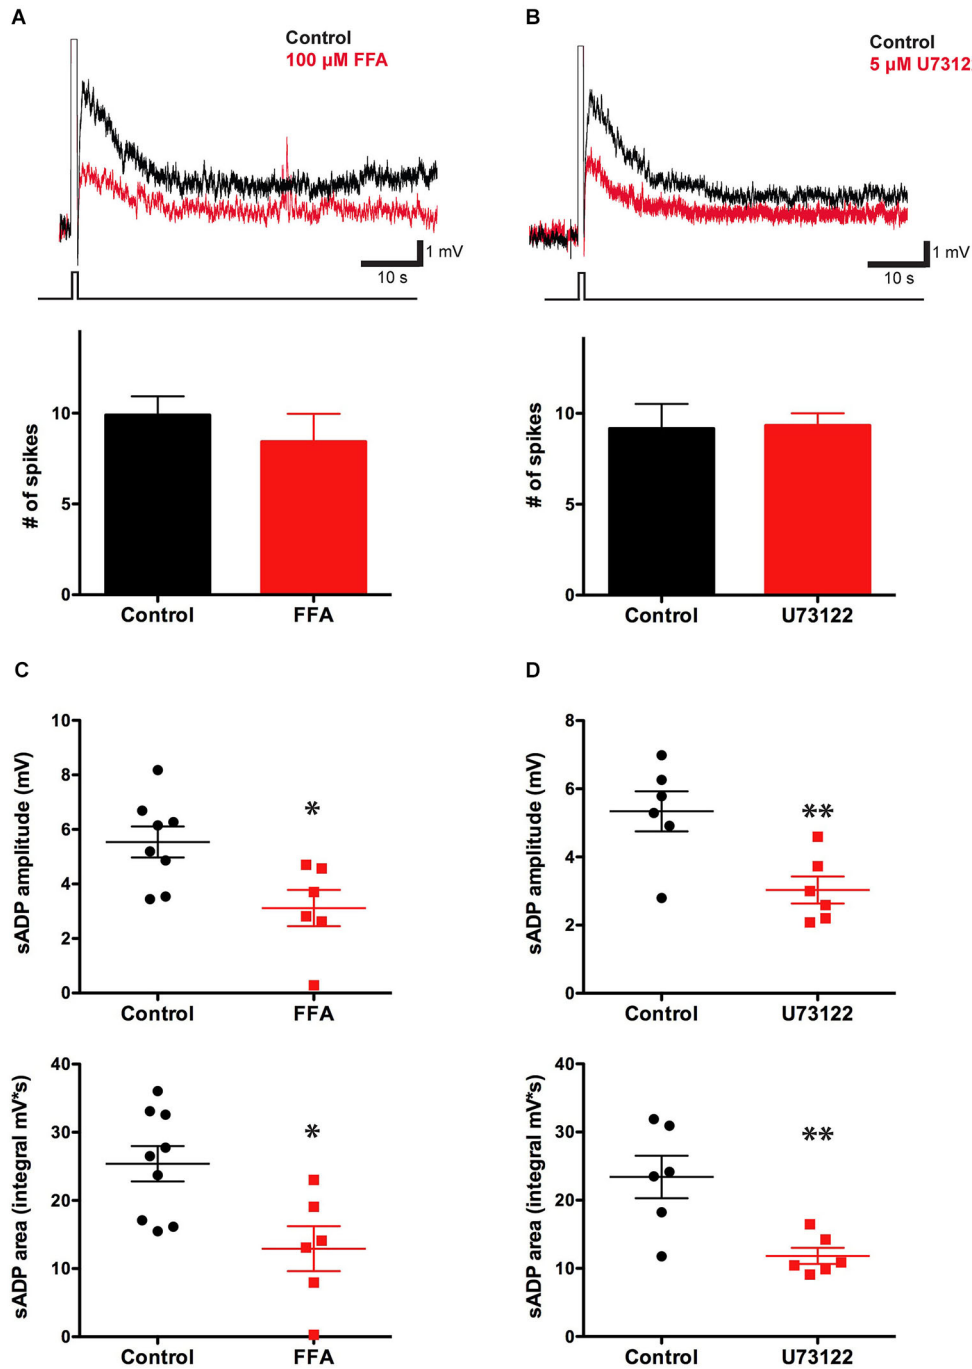 A
Control
100 µM FFA
1 mV
10 s
# of spikes
10
5
0
Control
FFA
B
Control
5 µM U7312
1 mV
10 s
# of spikes
10
5
0
Control
U73122
C
sADP amplitude (mV)
10
8
6
4
2
0
*
Control
FFA
sADP area (integral mV*s)
40
30
20
10
0
*
Control
FFA
D
sADP amplitude (mV)
8
6
4
2
0
**
Control
U73122
sADP area (integral mV*s)
40
30
20
10
0
**
Control
U73122